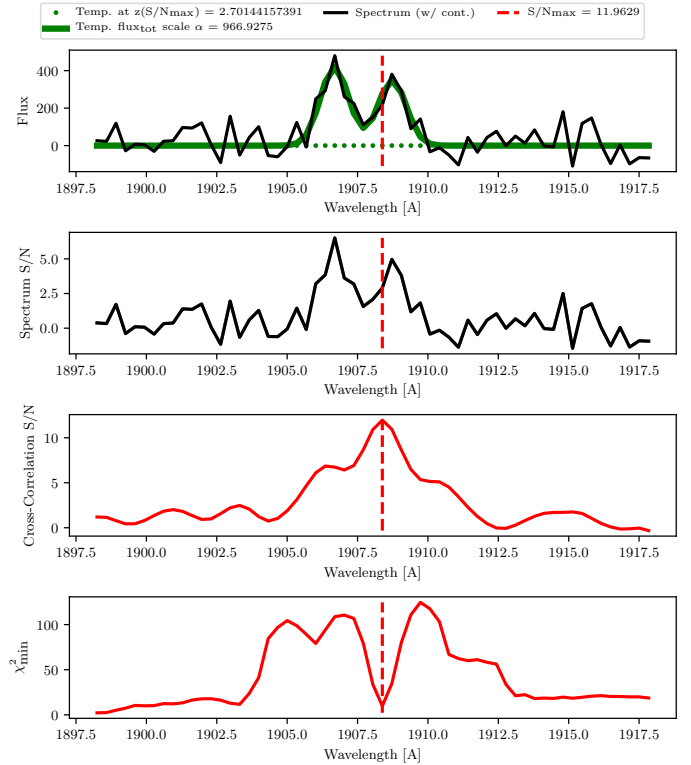 Temp. at z(S/Nmax) = 2.70144157391
Spectrum (w/ cont.)
S/Nmax = 11.9629
Temp. fluxtot scale α = 966.9275
400
200
0
Flux
1897.5 1900.0 1902.5 1905.0 1907.5 1910.0 1912.5 1915.0 1917.5
Wavelength [A]
5.0
2.5
0.0
Spectrum S/N
1897.5 1900.0 1902.5 1905.0 1907.5 1910.0 1912.5 1915.0 1917.5
Wavelength [A]
10
5
0
Cross-Correlation S/N
1897.5 1900.0 1902.5 1905.0 1907.5 1910.0 1912.5 1915.0 1917.5
Wavelength [A]
100
50
0
χ²min
1897.5 1900.0 1902.5 1905.0 1907.5 1910.0 1912.5 1915.0 1917.5
Wavelength [A]